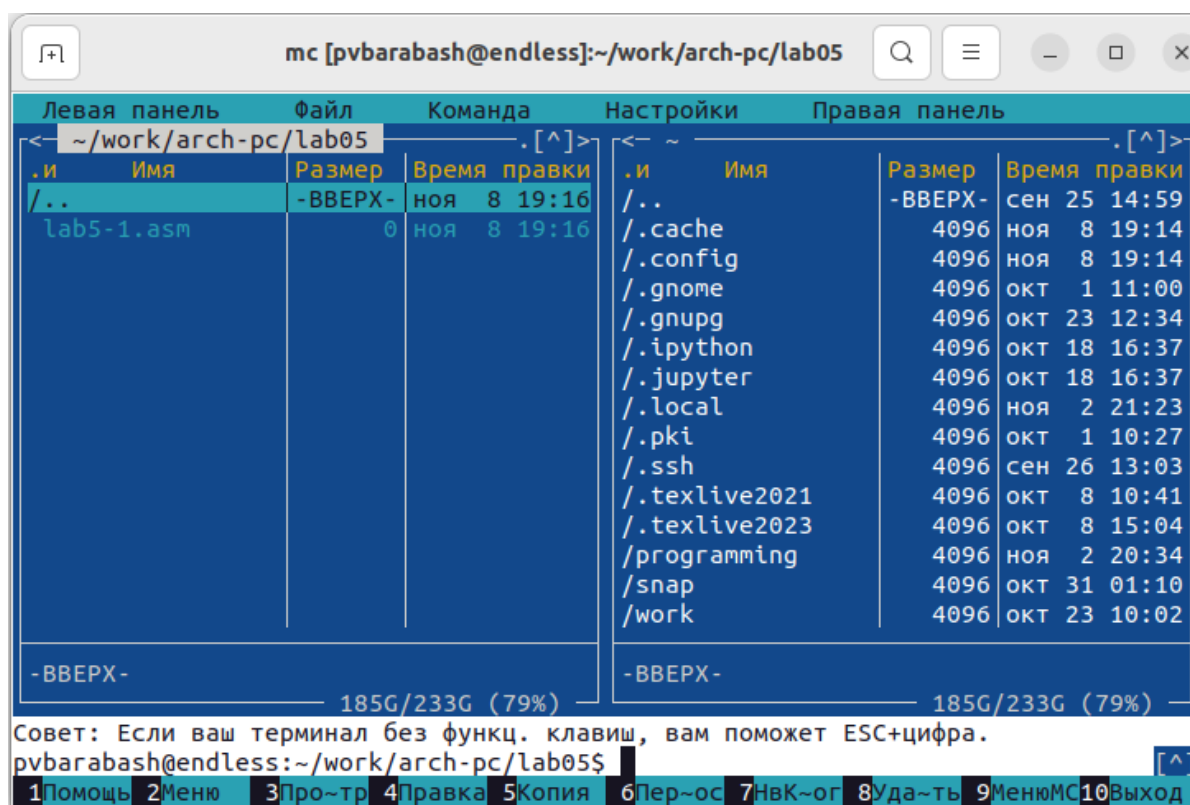 mc [pvbarabash@endless]:~/work/arch-pc/lab05
Левая панель Файл Команда Настройки Правая панель
<─ ~/work/arch-pc/lab05 ─.[^]>
.и Имя Размер Время правки
/.. -ВВЕРХ- ноя 8 19:16
lab5-1.asm 0 ноя 8 19:16
-ВВЕРХ-
185G/233G (79%)
<─ ~ ─.[^]>
.и Имя Размер Время правки
/.. -ВВЕРХ- сен 25 14:59
/.cache 4096 ноя 8 19:14
/.config 4096 ноя 8 19:14
/.gnome 4096 окт 1 11:00
/.gnupg 4096 окт 23 12:34
/.ipython 4096 окт 18 16:37
/.jupyter 4096 окт 18 16:37
/.local 4096 ноя 2 21:23
/.pki 4096 окт 1 10:27
/.ssh 4096 сен 26 13:03
/.texlive2021 4096 окт 8 10:41
/.texlive2023 4096 окт 8 15:04
/programming 4096 ноя 2 20:34
/snap 4096 окт 31 01:10
/work 4096 окт 23 10:02
-ВВЕРХ-
185G/233G (79%)
Совет: Если ваш терминал без функц. клавиш, вам поможет ESC+цифра.
pvbarabash@endless:~/work/arch-pc/lab05$ [^]
1Помощь 2Меню 3Про~тр 4Правка 5Копия 6Пер~ос 7НвК~ог 8Уда~ть 9МенюМС 10Выход